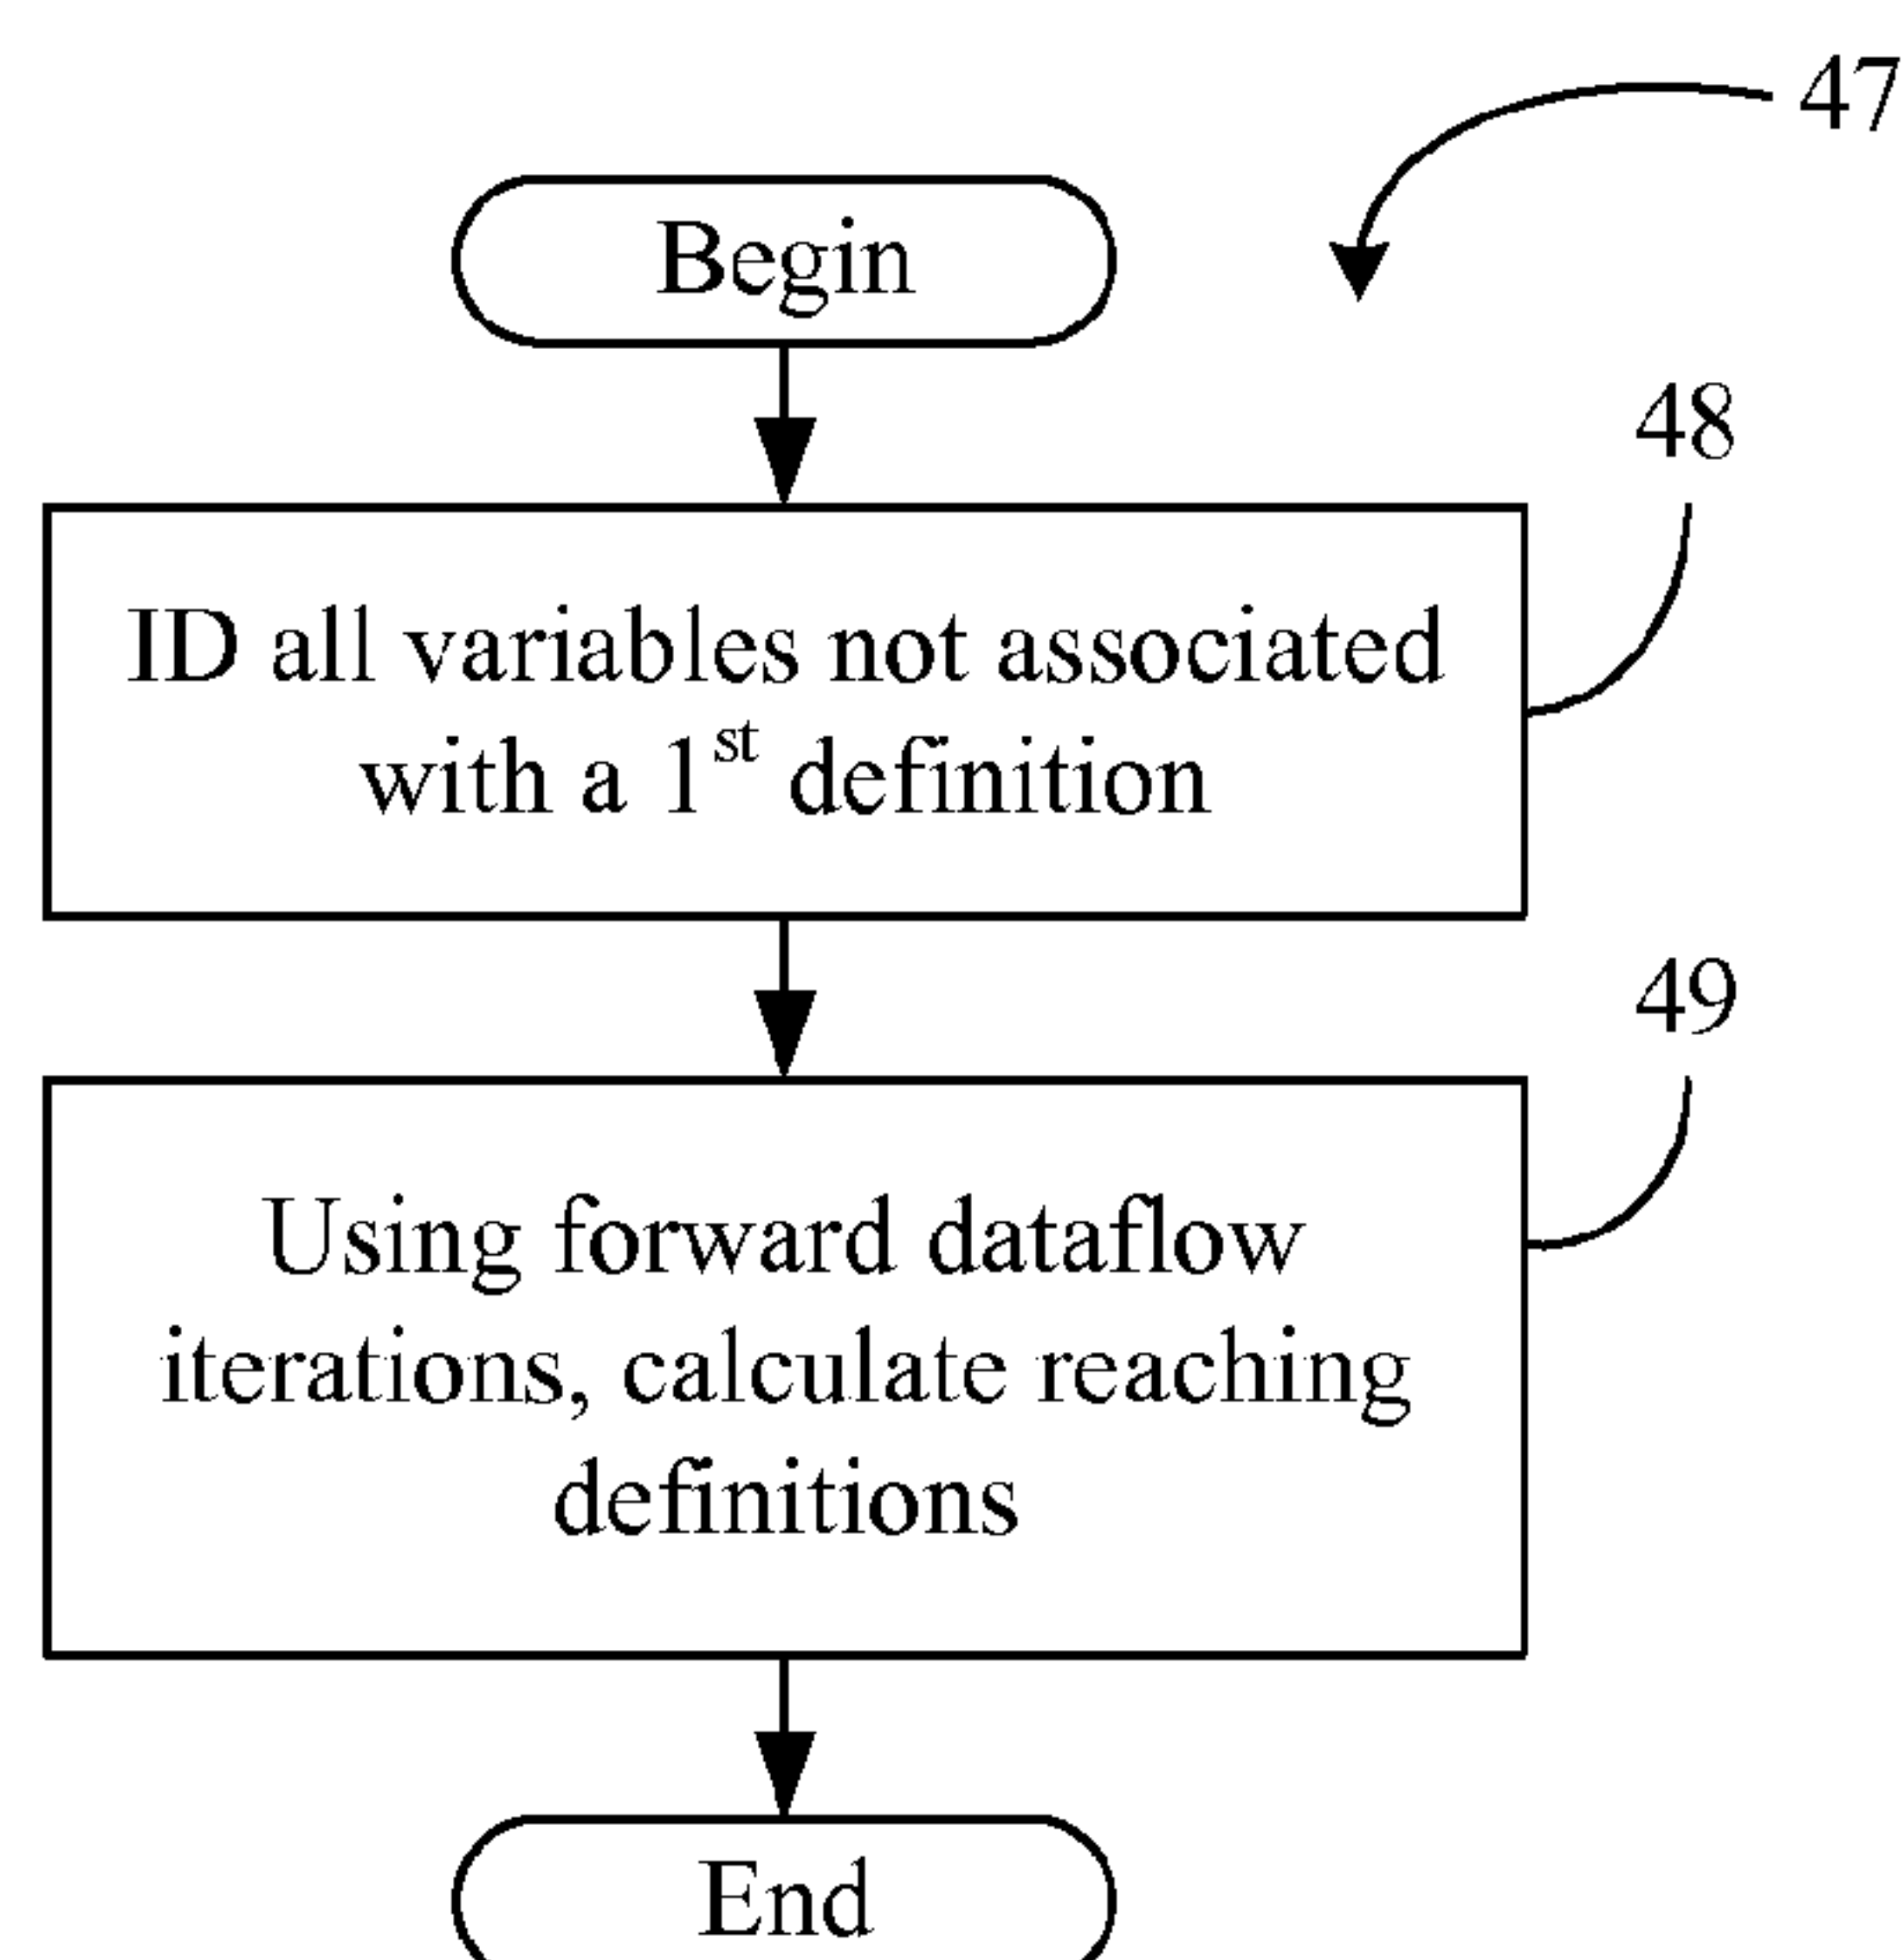 47
Begin
48
ID all variables not associated
with a 1st definition
49
Using forward dataflow
iterations, calculate reaching
definitions
End